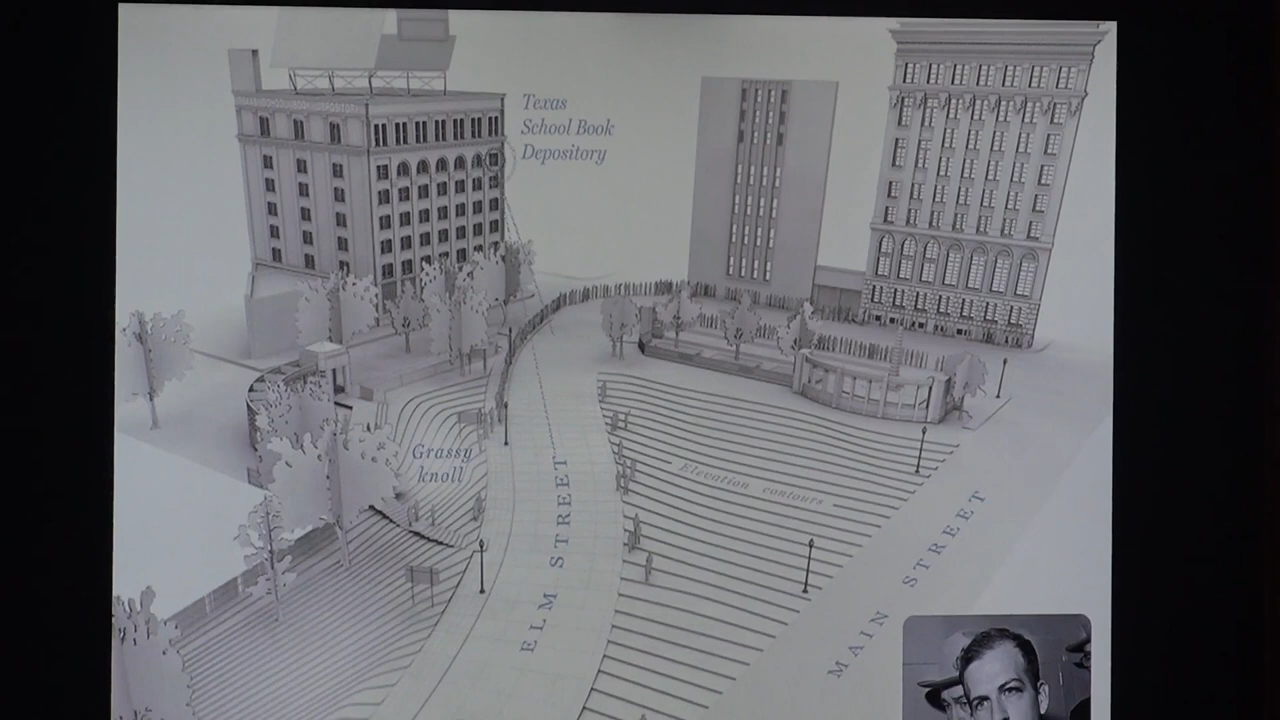 Texas
School Book
Depository
Grassy
knoll
Elevation contours
ELM STREET
MAIN STREET